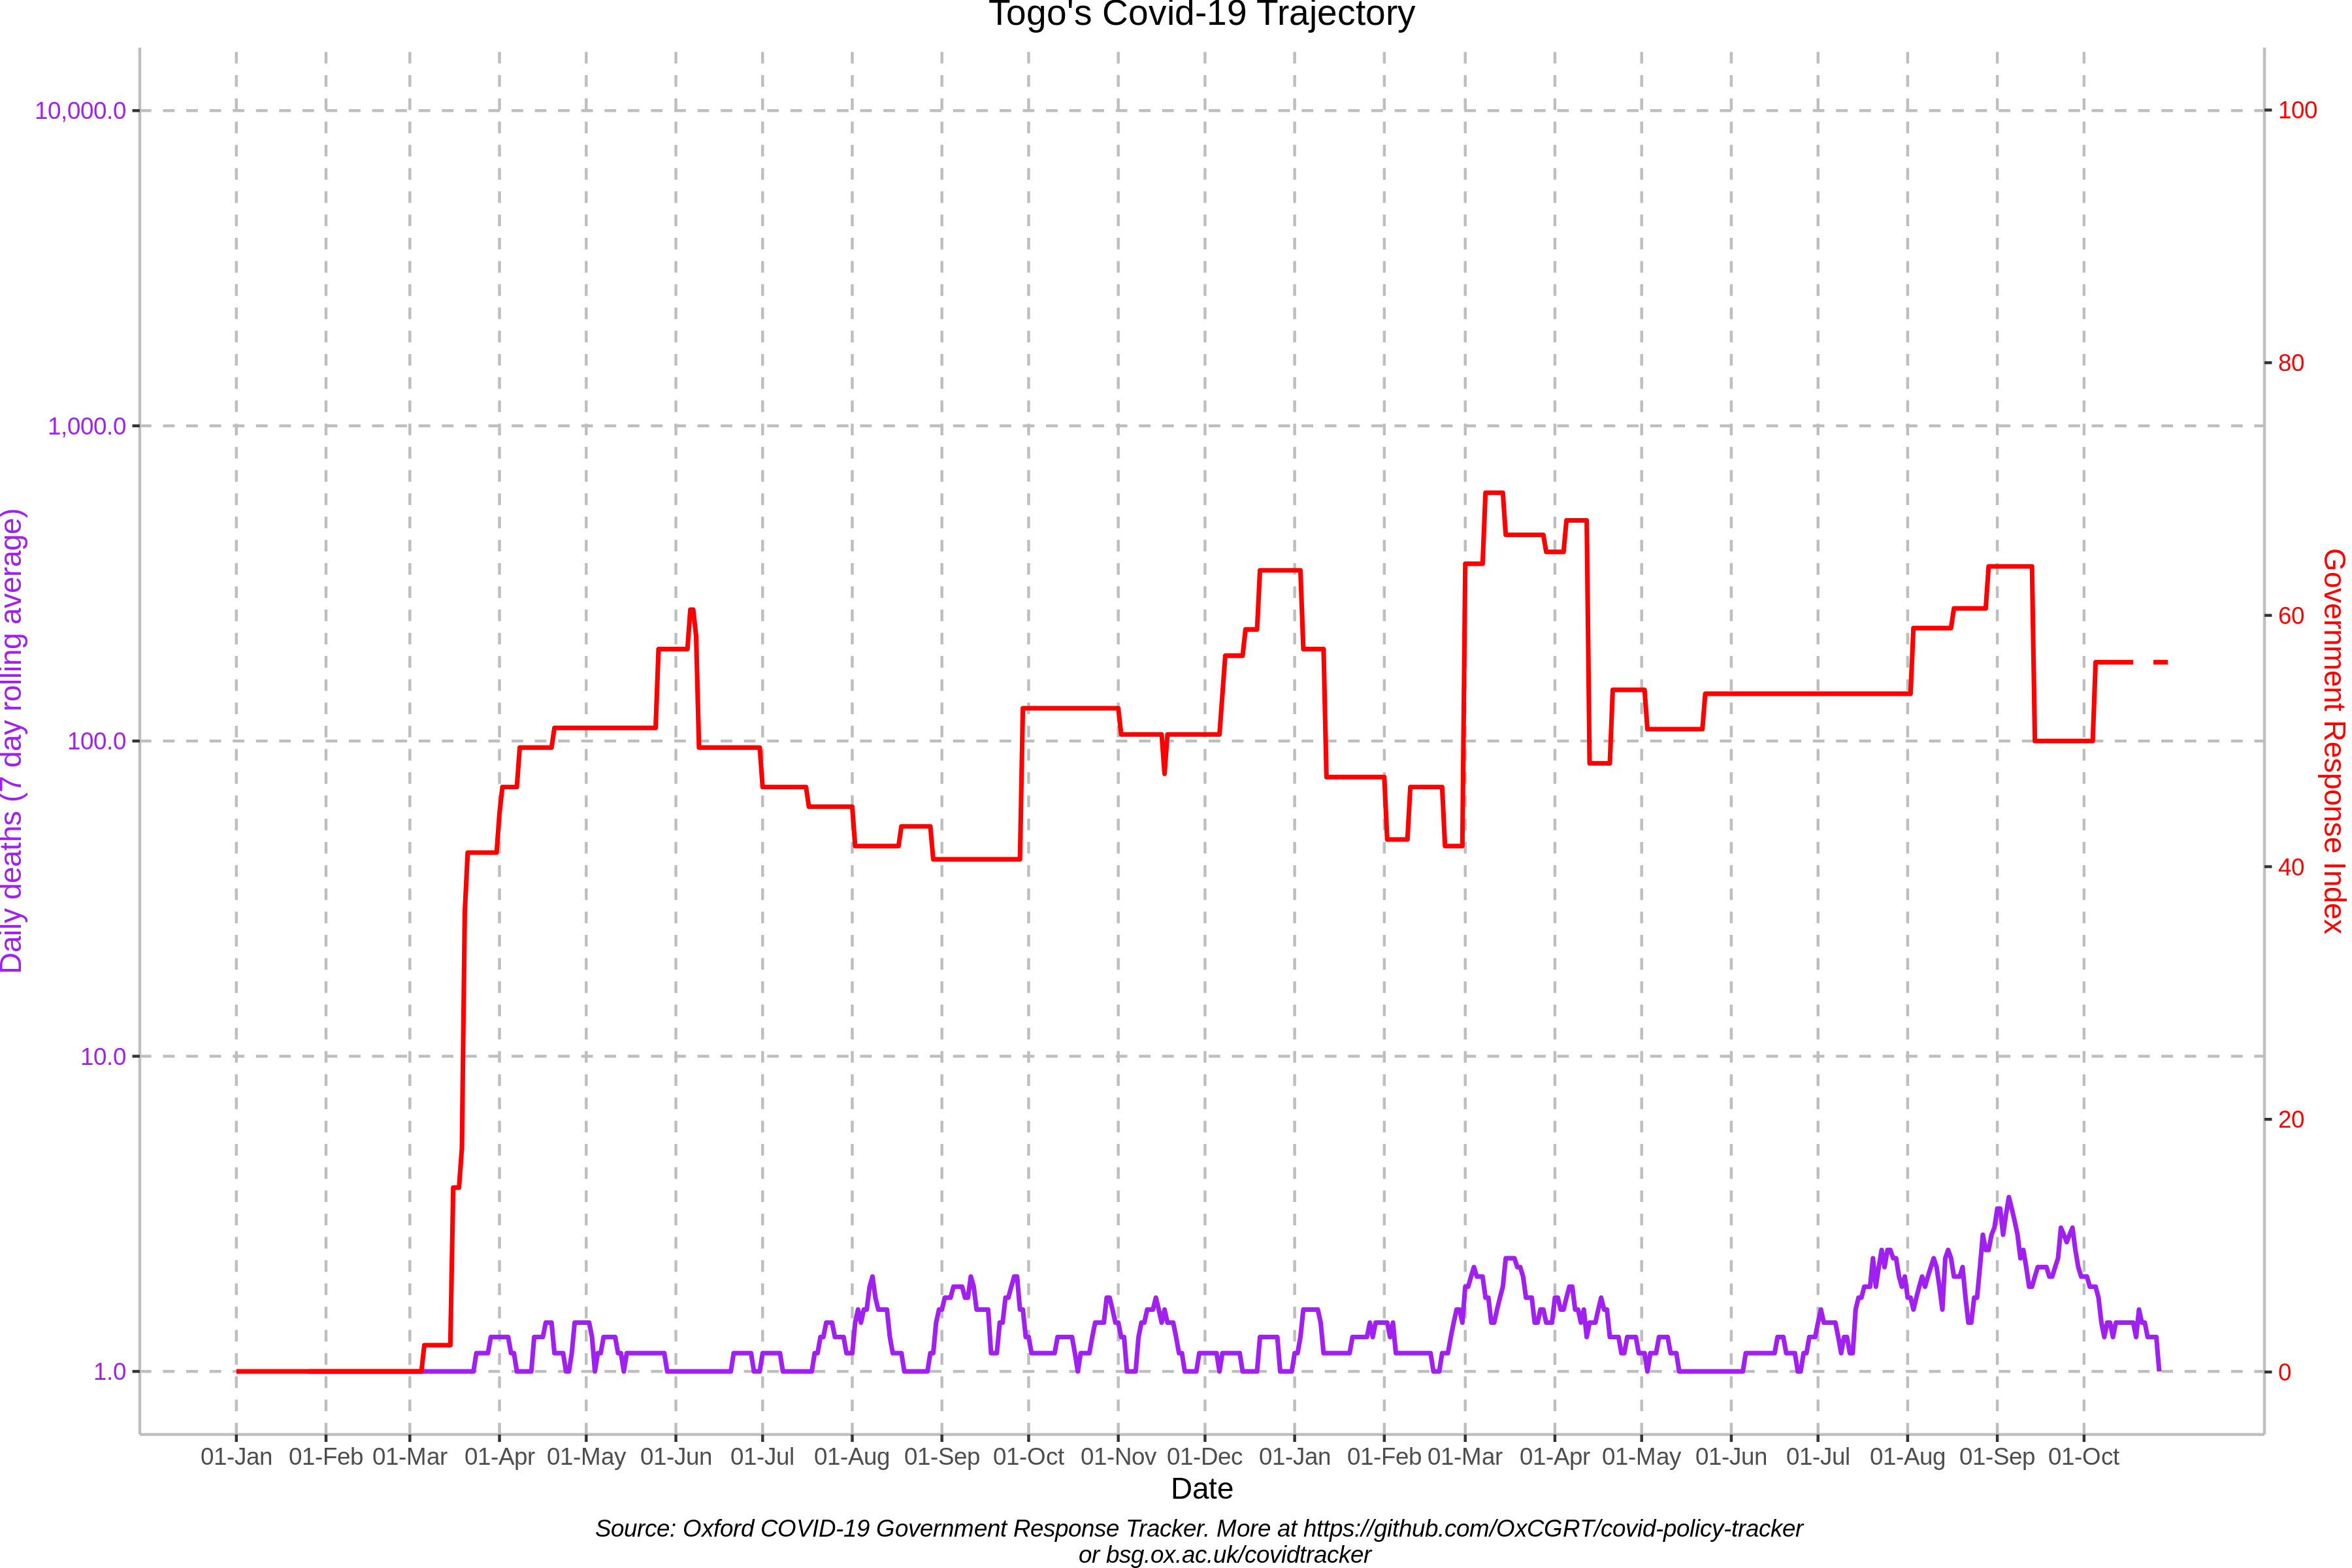 Togo's Covid-19 Trajectory
10,000.0
1,000.0
100.0
10.0
1.0
Daily deaths (7 day rolling average)
100
80
60
40
20
0
Government Response Index
01-Jan 01-Feb 01-Mar 01-Apr 01-May 01-Jun 01-Jul 01-Aug 01-Sep 01-Oct 01-Nov 01-Dec 01-Jan 01-Feb 01-Mar 01-Apr 01-May 01-Jun 01-Jul 01-Aug 01-Sep 01-Oct
Date
Source: Oxford COVID-19 Government Response Tracker. More at https://github.com/OxCGRT/covid-policy-tracker
or bsg.ox.ac.uk/covidtracker